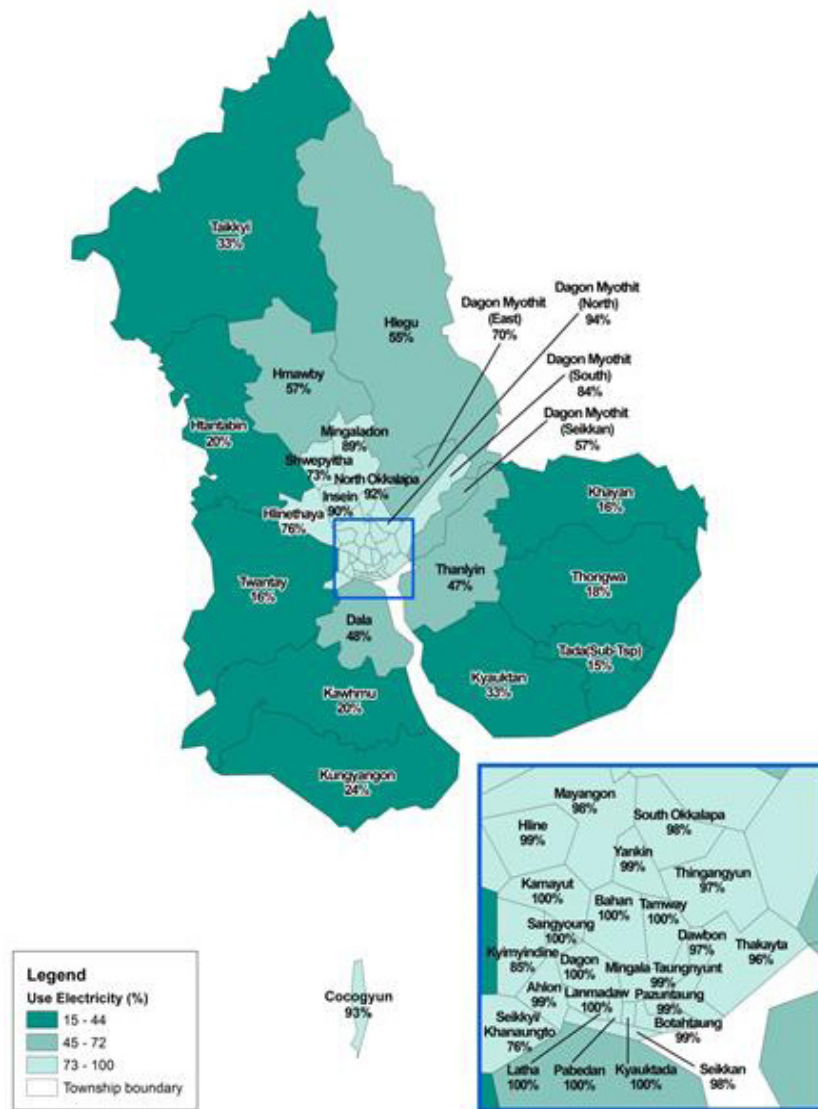 Taikkyi
33%
Hlegu
55%
Dagon Myothit
(East)
70%
Dagon Myothit
(North)
94%
Dagon Myothit
(South)
84%
Dagon Myothit
(Seikkan)
57%
Hmawby
57%
Htantabin
20%
Mingaladon
89%
Shwepyitha
73%
North Okkalapa
92%
Insein
90%
Hlinethaya
76%
Khayan
16%
Thanlyin
47%
Thongwa
18%
Twantay
16%
Dala
48%
Tada(Sub-Tsp)
15%
Kyauktan
33%
Kawhmu
20%
Kungyangon
24%
Mayangon
98%
South Okkalapa
98%
Hline
99%
Yankin
99%
Thingangyun
97%
Kamayut
100%
Bahan
100%
Tamway
100%
Sangyoung
100%
Dawbon
97%
Thakayta
96%
Kyimyindine
85%
Dagon
100%
Mingala Taungnyunt
99%
Ahlon
99%
Lanmadaw
100%
Pazuntaung
99%
Seikkyi/
Khanaungto
76%
Botahtaung
99%
Latha
100%
Pabedan
100%
Kyauktada
100%
Seikkan
98%
Cocogyun
93%
Legend
Use Electricity (%)
15 - 44
45 - 72
73 - 100
Township boundary